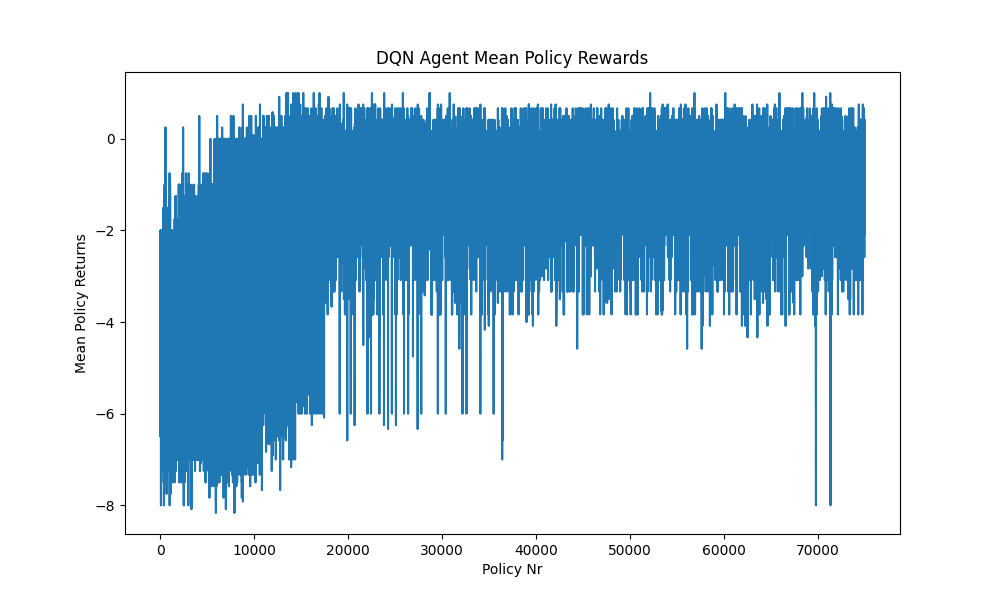 DQN Agent Mean Policy Rewards
0
−2
−4
−6
−8
Mean Policy Returns
0 10000 20000 30000 40000 50000 60000 70000
Policy Nr